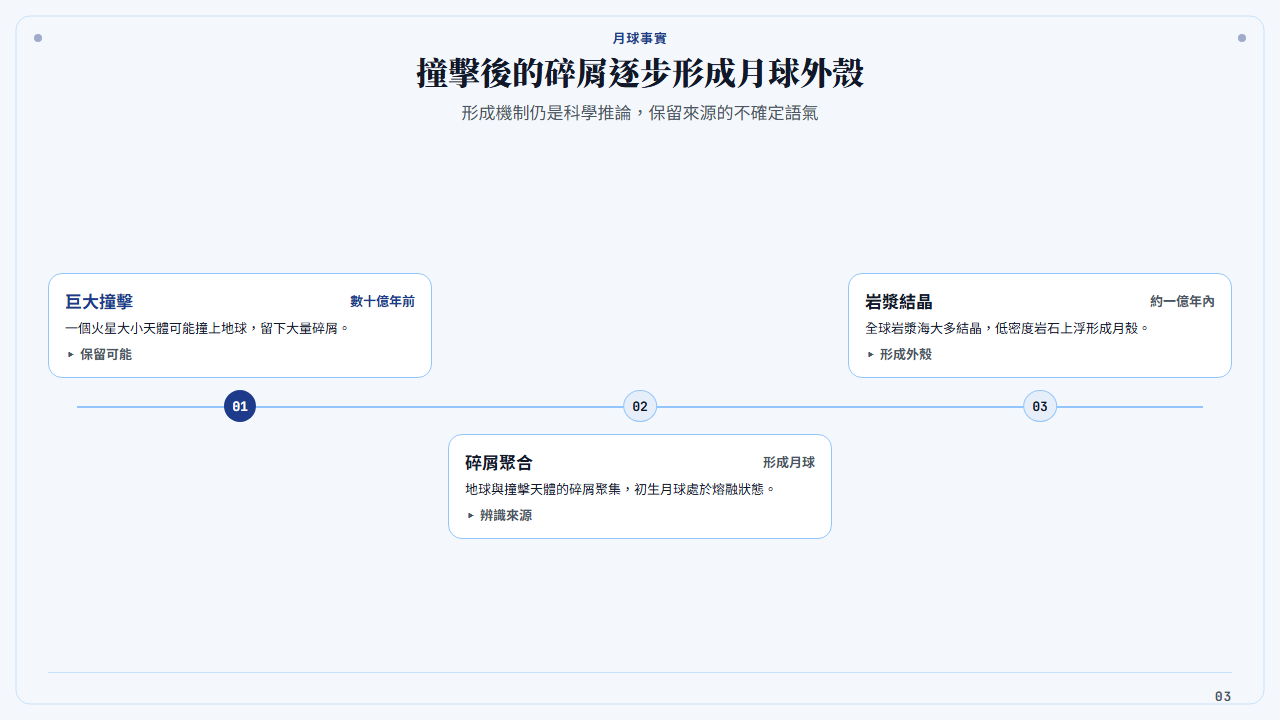 月球事實
撞擊後的碎屑逐步形成月球外殼
形成機制仍是科學推論，保留來源的不確定語氣
巨大撞擊
數十億年前
一個火星大小天體可能撞上地球，留下大量碎屑。
▸ 保留可能
01
碎屑聚合
形成月球
地球與撞擊天體的碎屑聚集，初生月球處於熔融狀態。
▸ 辨識來源
02
岩漿結晶
約一億年內
全球岩漿海大多結晶，低密度岩石上浮形成月殼。
▸ 形成外殼
03
03